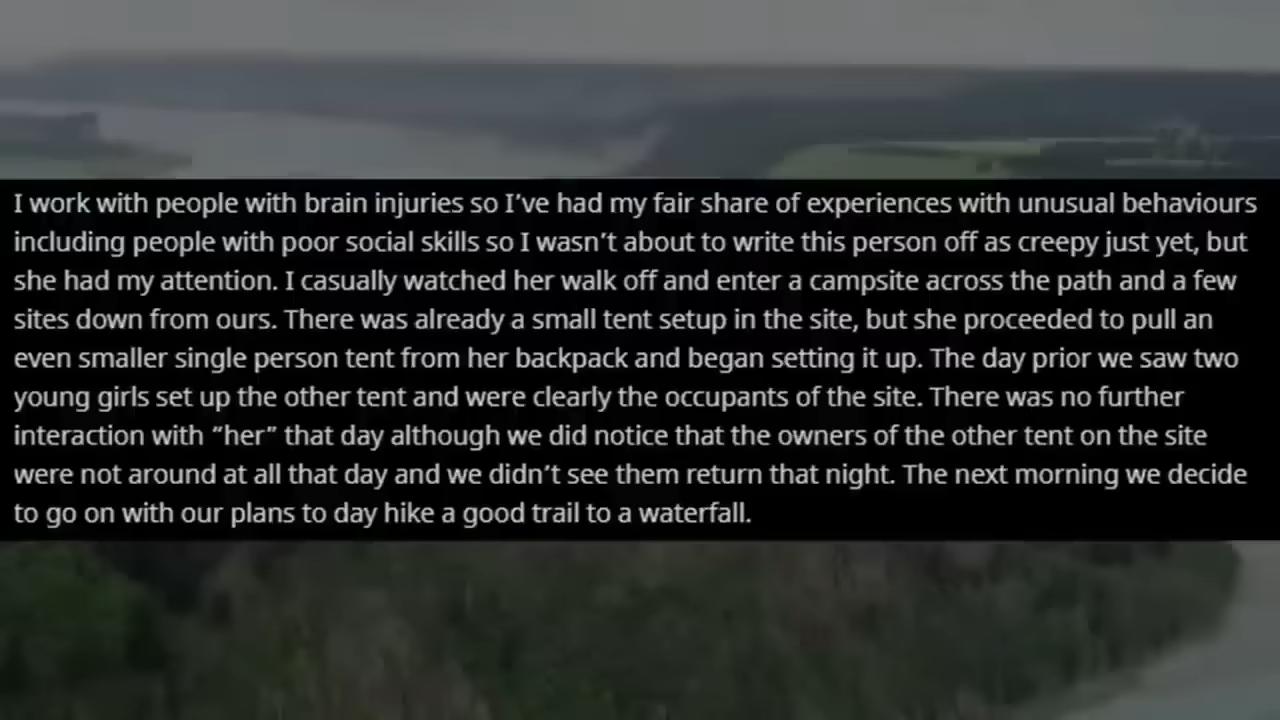 I work with people with brain injuries so I’ve had my fair share of experiences with unusual behaviours
including people with poor social skills so I wasn’t about to write this person off as creepy just yet, but
she had my attention. I casually watched her walk off and enter a campsite across the path and a few
sites down from ours. There was already a small tent setup in the site, but she proceeded to pull an
even smaller single person tent from her backpack and began setting it up. The day prior we saw two
young girls set up the other tent and were clearly the occupants of the site. There was no further
interaction with “her” that day although we did notice that the owners of the other tent on the site
were not around at all that day and we didn’t see them return that night. The next morning we decide
to go on with our plans to day hike a good trail to a waterfall.